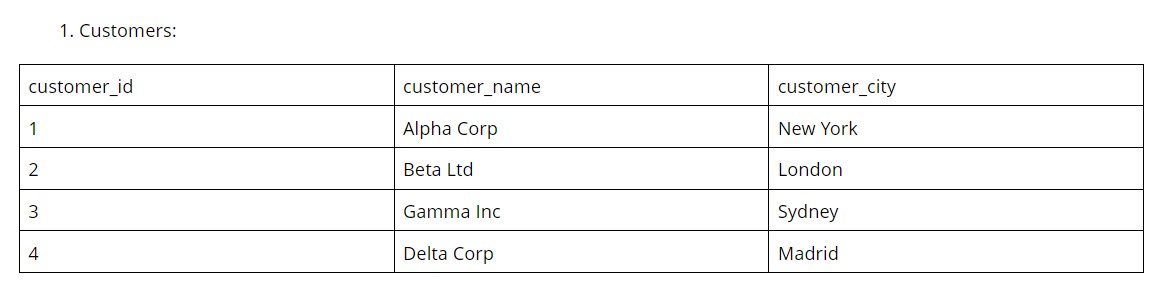 1. Customers:
customer_id customer_name customer_city
1 Alpha Corp New York
2 Beta Ltd London
3 Gamma Inc Sydney
4 Delta Corp Madrid